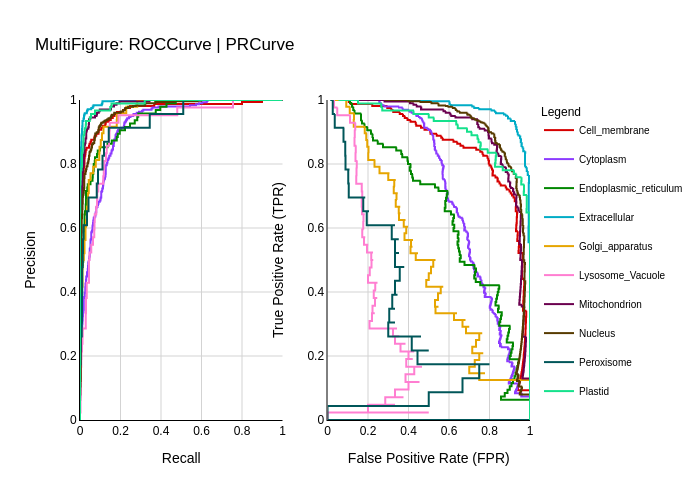 MultiFigure: ROCCurve | PRCurve
Precision
1
0.8
0.6
0.4
0.2
0
0 0.2 0.4 0.6 0.8 1
Recall
True Positive Rate (TPR)
1
0.8
0.6
0.4
0.2
0
0 0.2 0.4 0.6 0.8 1
False Positive Rate (FPR)
Legend
Cell_membrane
Cytoplasm
Endoplasmic_reticulum
Extracellular
Golgi_apparatus
Lysosome_Vacuole
Mitochondrion
Nucleus
Peroxisome
Plastid